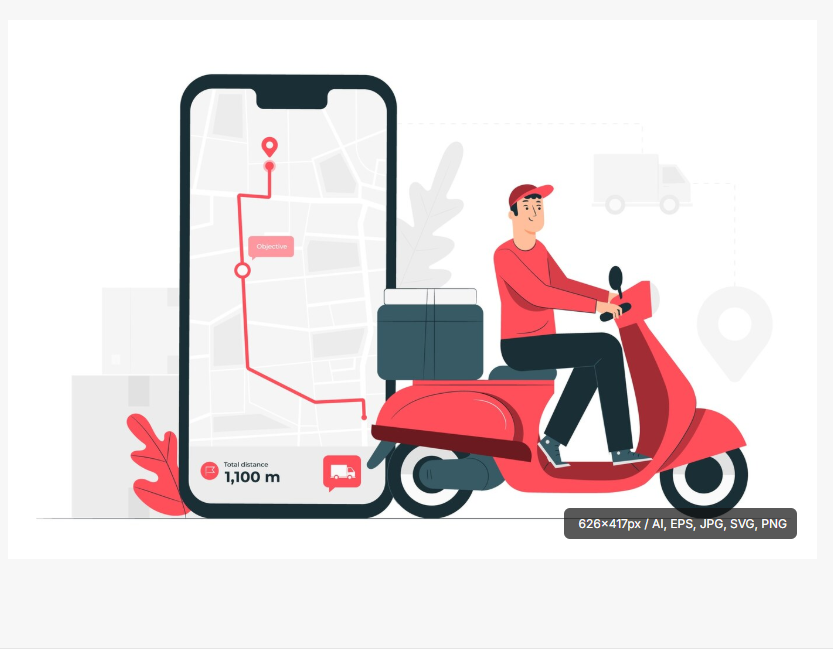 Objective
Total distance
1,100 m
626×417px / AI, EPS, JPG, SVG, PNG